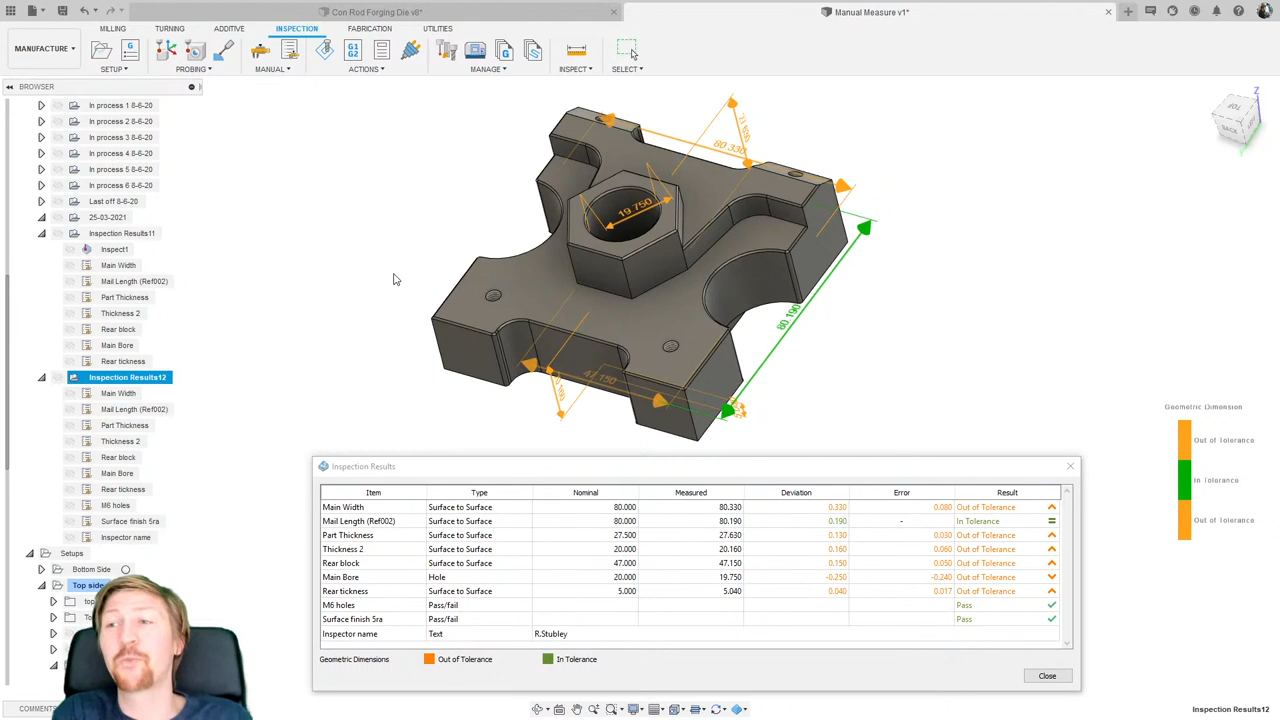 Con Rod Forging Die v8*
Manual Measure v1*
MILLING TURNING ADDITIVE INSPECTION FABRICATION UTILITIES
MANUFACTURE
G G1 G2 G
SETUP PROBING MANUAL ACTIONS MANAGE INSPECT SELECT
BROWSER
In process 1 8-6-20
In process 2 8-6-20
In process 3 8-6-20
In process 4 8-6-20
In process 5 8-6-20
In process 6 8-6-20
Last off 8-6-20
25-03-2021
Inspection Results11
Inspect1
Main Width
Mail Length (Ref002)
Part Thickness
Thickness 2
Rear block
Main Bore
Rear tickness
Inspection Results12
Main Width
Mail Length (Ref002)
Part Thickness
Thickness 2
Rear block
Main Bore
Rear tickness
M6 holes
Surface finish 5ra
Inspector name
Setups
Bottom Side
Top side
top
COMMENTS
Z
TOP
BACK
80.330
19.750
80.190
47.150
Geometric Dimension
Out of Tolerance
In Tolerance
Out of Tolerance
Inspection Results
Item Type Nominal Measured Deviation Error Result
Main Width Surface to Surface 80.000 80.330 0.330 0.080 Out of Tolerance
Mail Length (Ref002) Surface to Surface 80.000 80.190 0.190 - In Tolerance
Part Thickness Surface to Surface 27.500 27.630 0.130 0.030 Out of Tolerance
Thickness 2 Surface to Surface 20.000 20.160 0.160 0.060 Out of Tolerance
Rear block Surface to Surface 47.000 47.150 0.150 0.050 Out of Tolerance
Main Bore Hole 20.000 19.750 -0.250 -0.240 Out of Tolerance
Rear tickness Surface to Surface 5.000 5.040 0.040 0.017 Out of Tolerance
M6 holes Pass/fail Pass
Surface finish 5ra Pass/fail Pass
Inspector name Text R.Stubley
Geometric Dimensions Out of Tolerance In Tolerance
Close
Inspection Results12